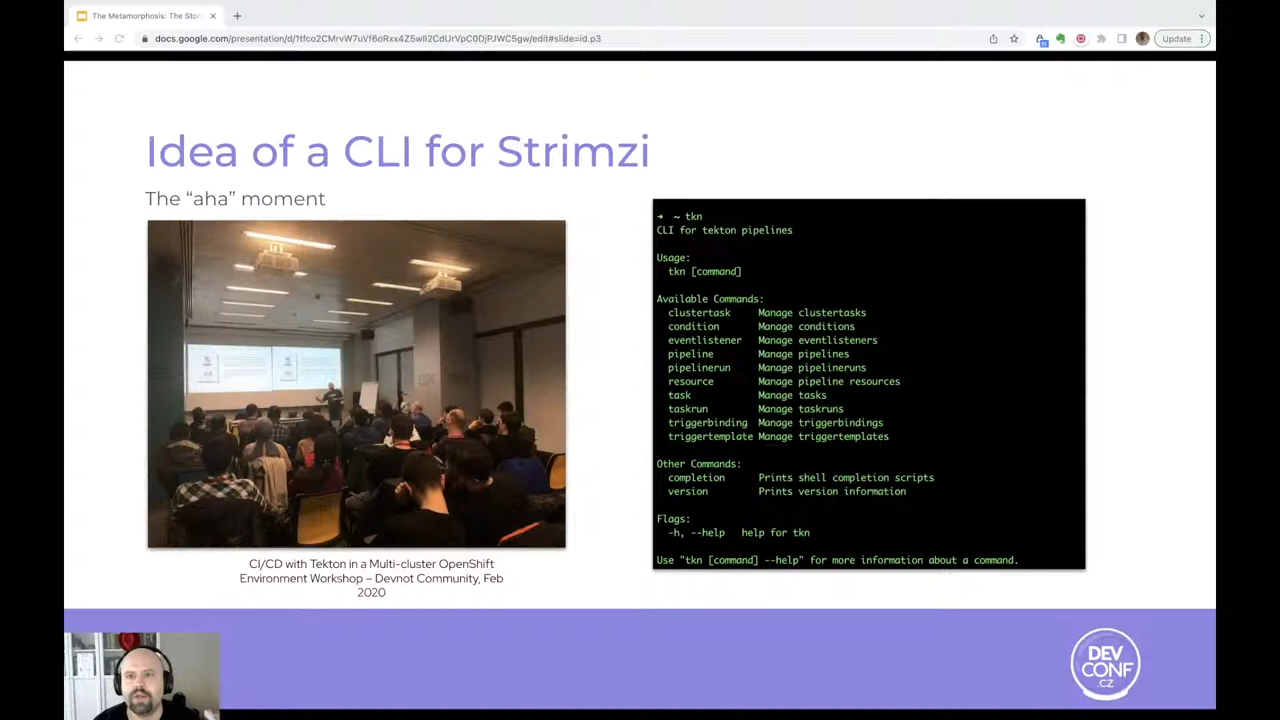 The Metamorphosis: The Stor
docs.google.com/presentation/d/1tfco2CMrvW7uVf6oRxx4Z5wII2CdUrVpC0DjPJWC5gw/edit#slide=id.p3
Update
Idea of a CLI for Strimzi
The “aha” moment
CI/CD with Tekton in a Multi-cluster OpenShift
Environment Workshop – Devnot Community, Feb
2020
➜ ~ tkn
CLI for tekton pipelines
Usage:
tkn [command]
Available Commands:
clustertask Manage clustertasks
condition Manage conditions
eventlistener Manage eventlisteners
pipeline Manage pipelines
pipelinerun Manage pipelineruns
resource Manage pipeline resources
task Manage tasks
taskrun Manage taskruns
triggerbinding Manage triggerbindings
triggertemplate Manage triggertemplates
Other Commands:
completion Prints shell completion scripts
version Prints version information
Flags:
-h, --help help for tkn
Use "tkn [command] --help" for more information about a command.
DEV
CONF
.CZ